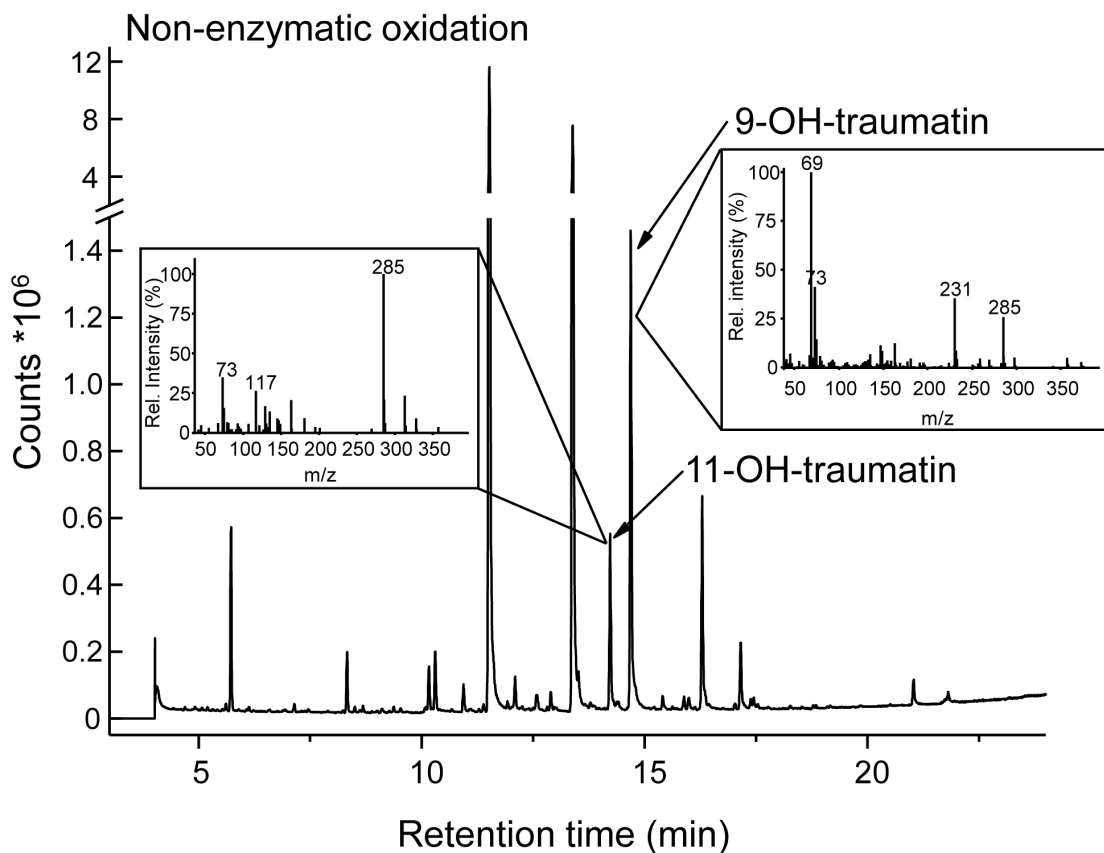 Non-enzymatic oxidation
12
8
4
1.4
1.2
1.0
0.8
0.6
0.4
0.2
0
Counts *10⁶
5
10
15
20
Retention time (min)
9-OH-traumatin
11-OH-traumatin
100
75
50
25
0
Rel. Intensity (%)
285
73
117
50 100 150 200 250 300 350
m/z
100
75
50
25
0
Rel. intensity (%)
69
73
231
285
50 100 150 200 250 300 350
m/z